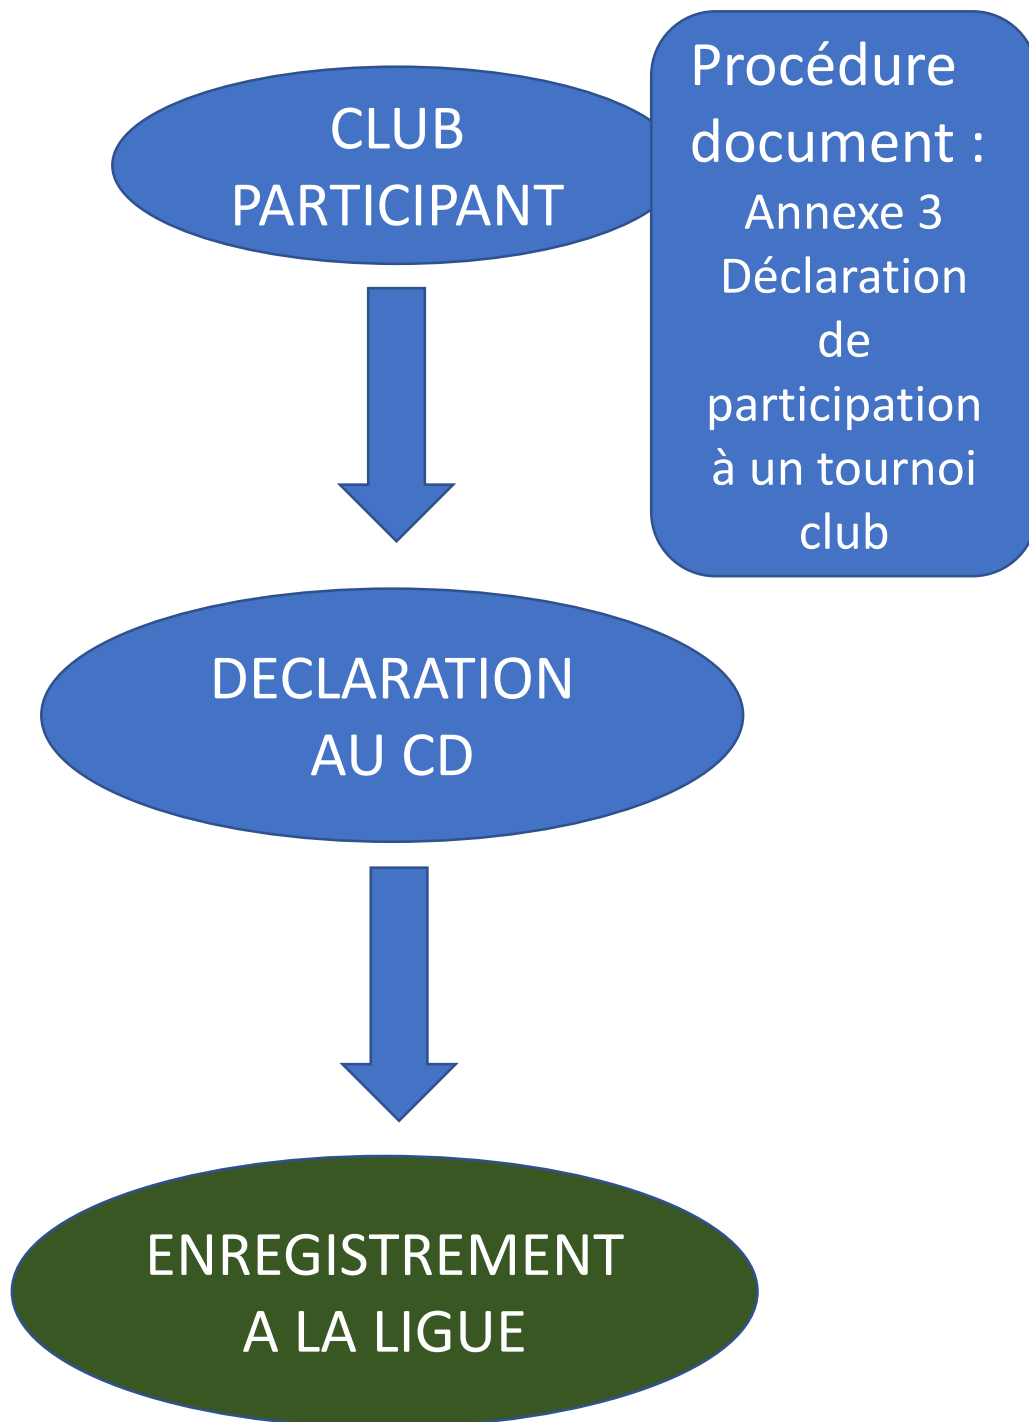 CLUB
PARTICIPANT
Procédure
document :
Annexe 3
Déclaration
de
participation
à un tournoi
club
DECLARATION
AU CD
ENREGISTREMENT
A LA LIGUE